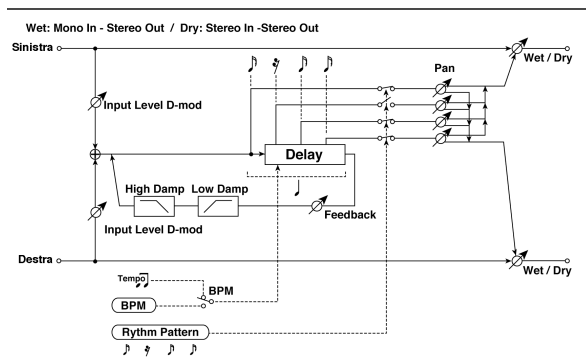 Wet: Mono In - Stereo Out / Dry: Stereo In -Stereo Out
Sinistra
Wet / Dry
Pan
Input Level D-mod
Delay
High Damp
Low Damp
Feedback
Input Level D-mod
Destra
Wet / Dry
Tempo
BPM
BPM
Rythm Pattern